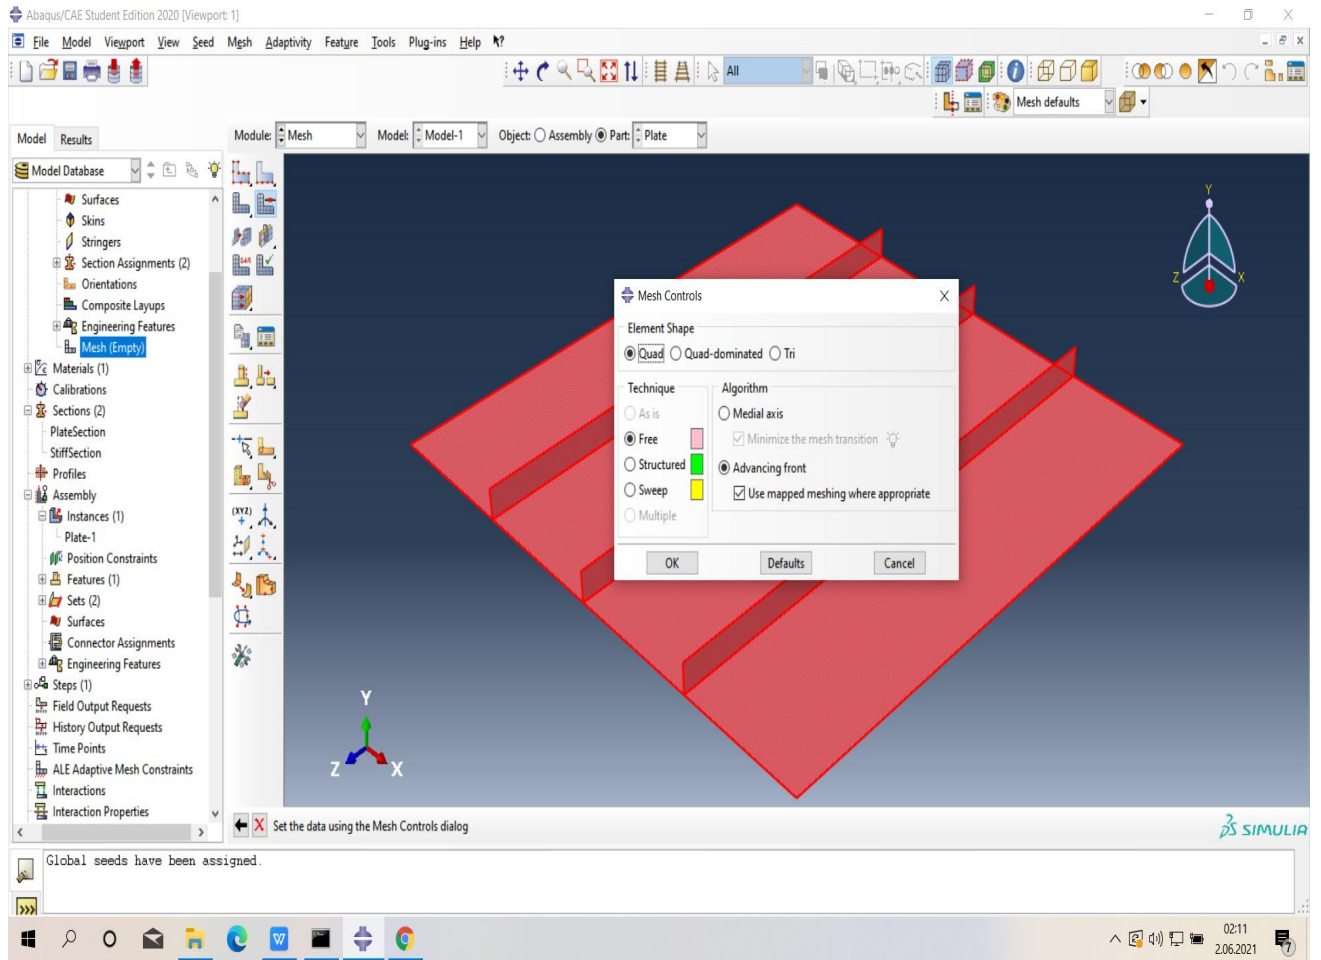 Abaqus/CAE Student Edition 2020 [Viewport: 1]
File Model Viewport View Seed Mesh Adaptivity Feature Tools Plug-ins Help
All
Mesh defaults
Model Results
Module: Mesh Model: Model-1 Object: Assembly Part: Plate
Model Database
Surfaces
Skins
Stringers
Section Assignments (2)
Orientations
Composite Layups
Engineering Features
Mesh (Empty)
Materials (1)
Calibrations
Sections (2)
PlateSection
StiffSection
Profiles
Assembly
Instances (1)
Plate-1
Position Constraints
Features (1)
Sets (2)
Surfaces
Connector Assignments
Engineering Features
Steps (1)
Field Output Requests
History Output Requests
Time Points
ALE Adaptive Mesh Constraints
Interactions
Interaction Properties
(XYZ)
Y
Z X
Mesh Controls
Element Shape
Quad Quad-dominated Tri
Technique
As is
Free
Structured
Sweep
Multiple
Algorithm
Medial axis
Minimize the mesh transition
Advancing front
Use mapped meshing where appropriate
OK Defaults Cancel
Y
Z X
Set the data using the Mesh Controls dialog
SIMULIA
Global seeds have been assigned.
>>>
W
02:11
2.06.2021
7